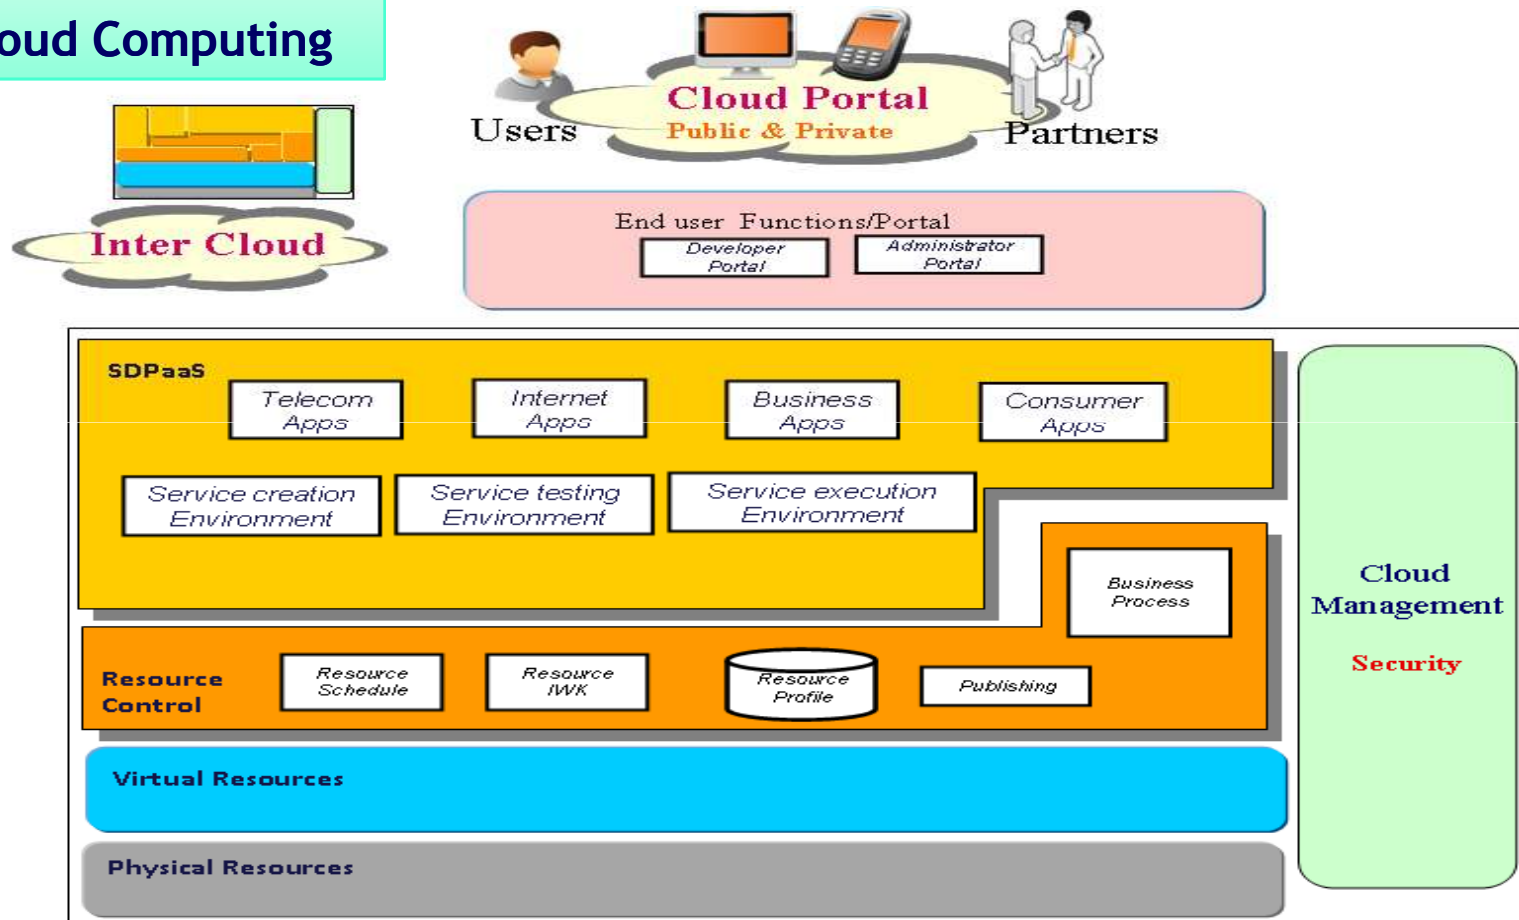 oud Computing
Cloud Portal
Public & Private
Users
Partners
Inter Cloud
End user Functions/Portal
Developer
Portal
Administrator
Portal
SDPaaS
Telecom
Apps
Internet
Apps
Business
Apps
Consumer
Apps
Service creation
Environment
Service testing
Environment
Service execution
Environment
Business
Process
Resource
Control
Resource
Schedule
Resource
IWK
Resource
Profile
Publishing
Virtual Resources
Physical Resources
Cloud
Management
Security